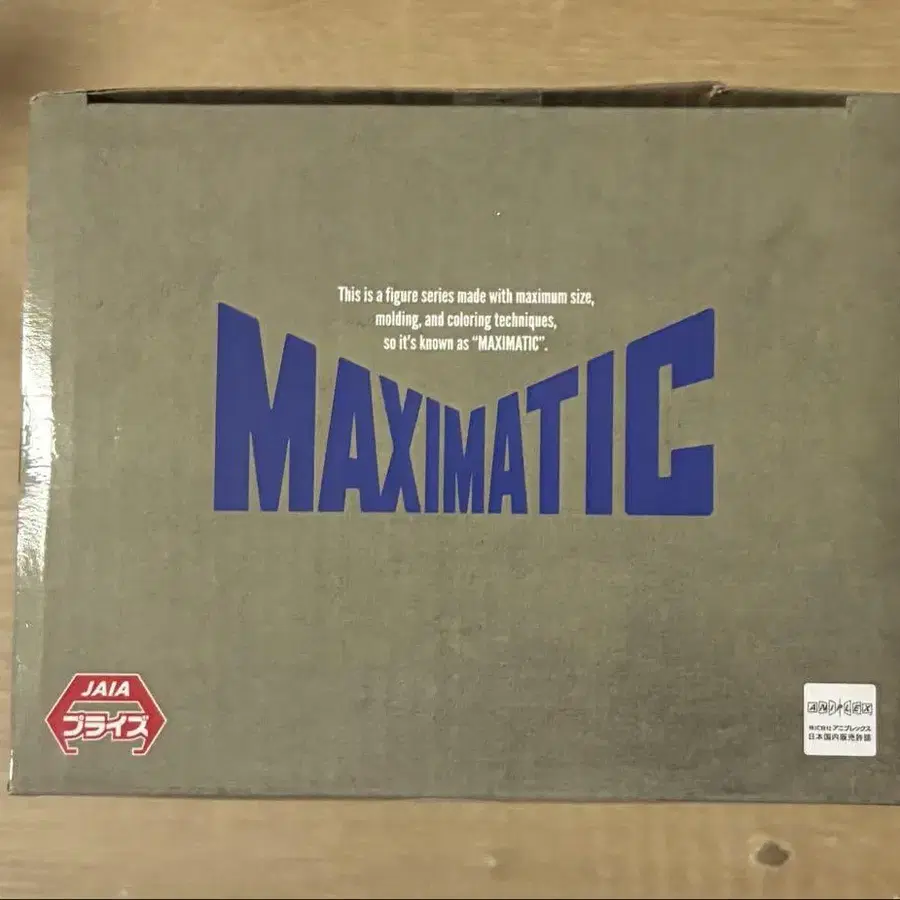 This is a figure series made with maximum size,
molding, and coloring techniques,
so it's known as "MAXIMATIC".
MAXIMATIC
JAIA
プライズ
ANIPLEX
株式会社アニプレックス
日本国内販売許諾